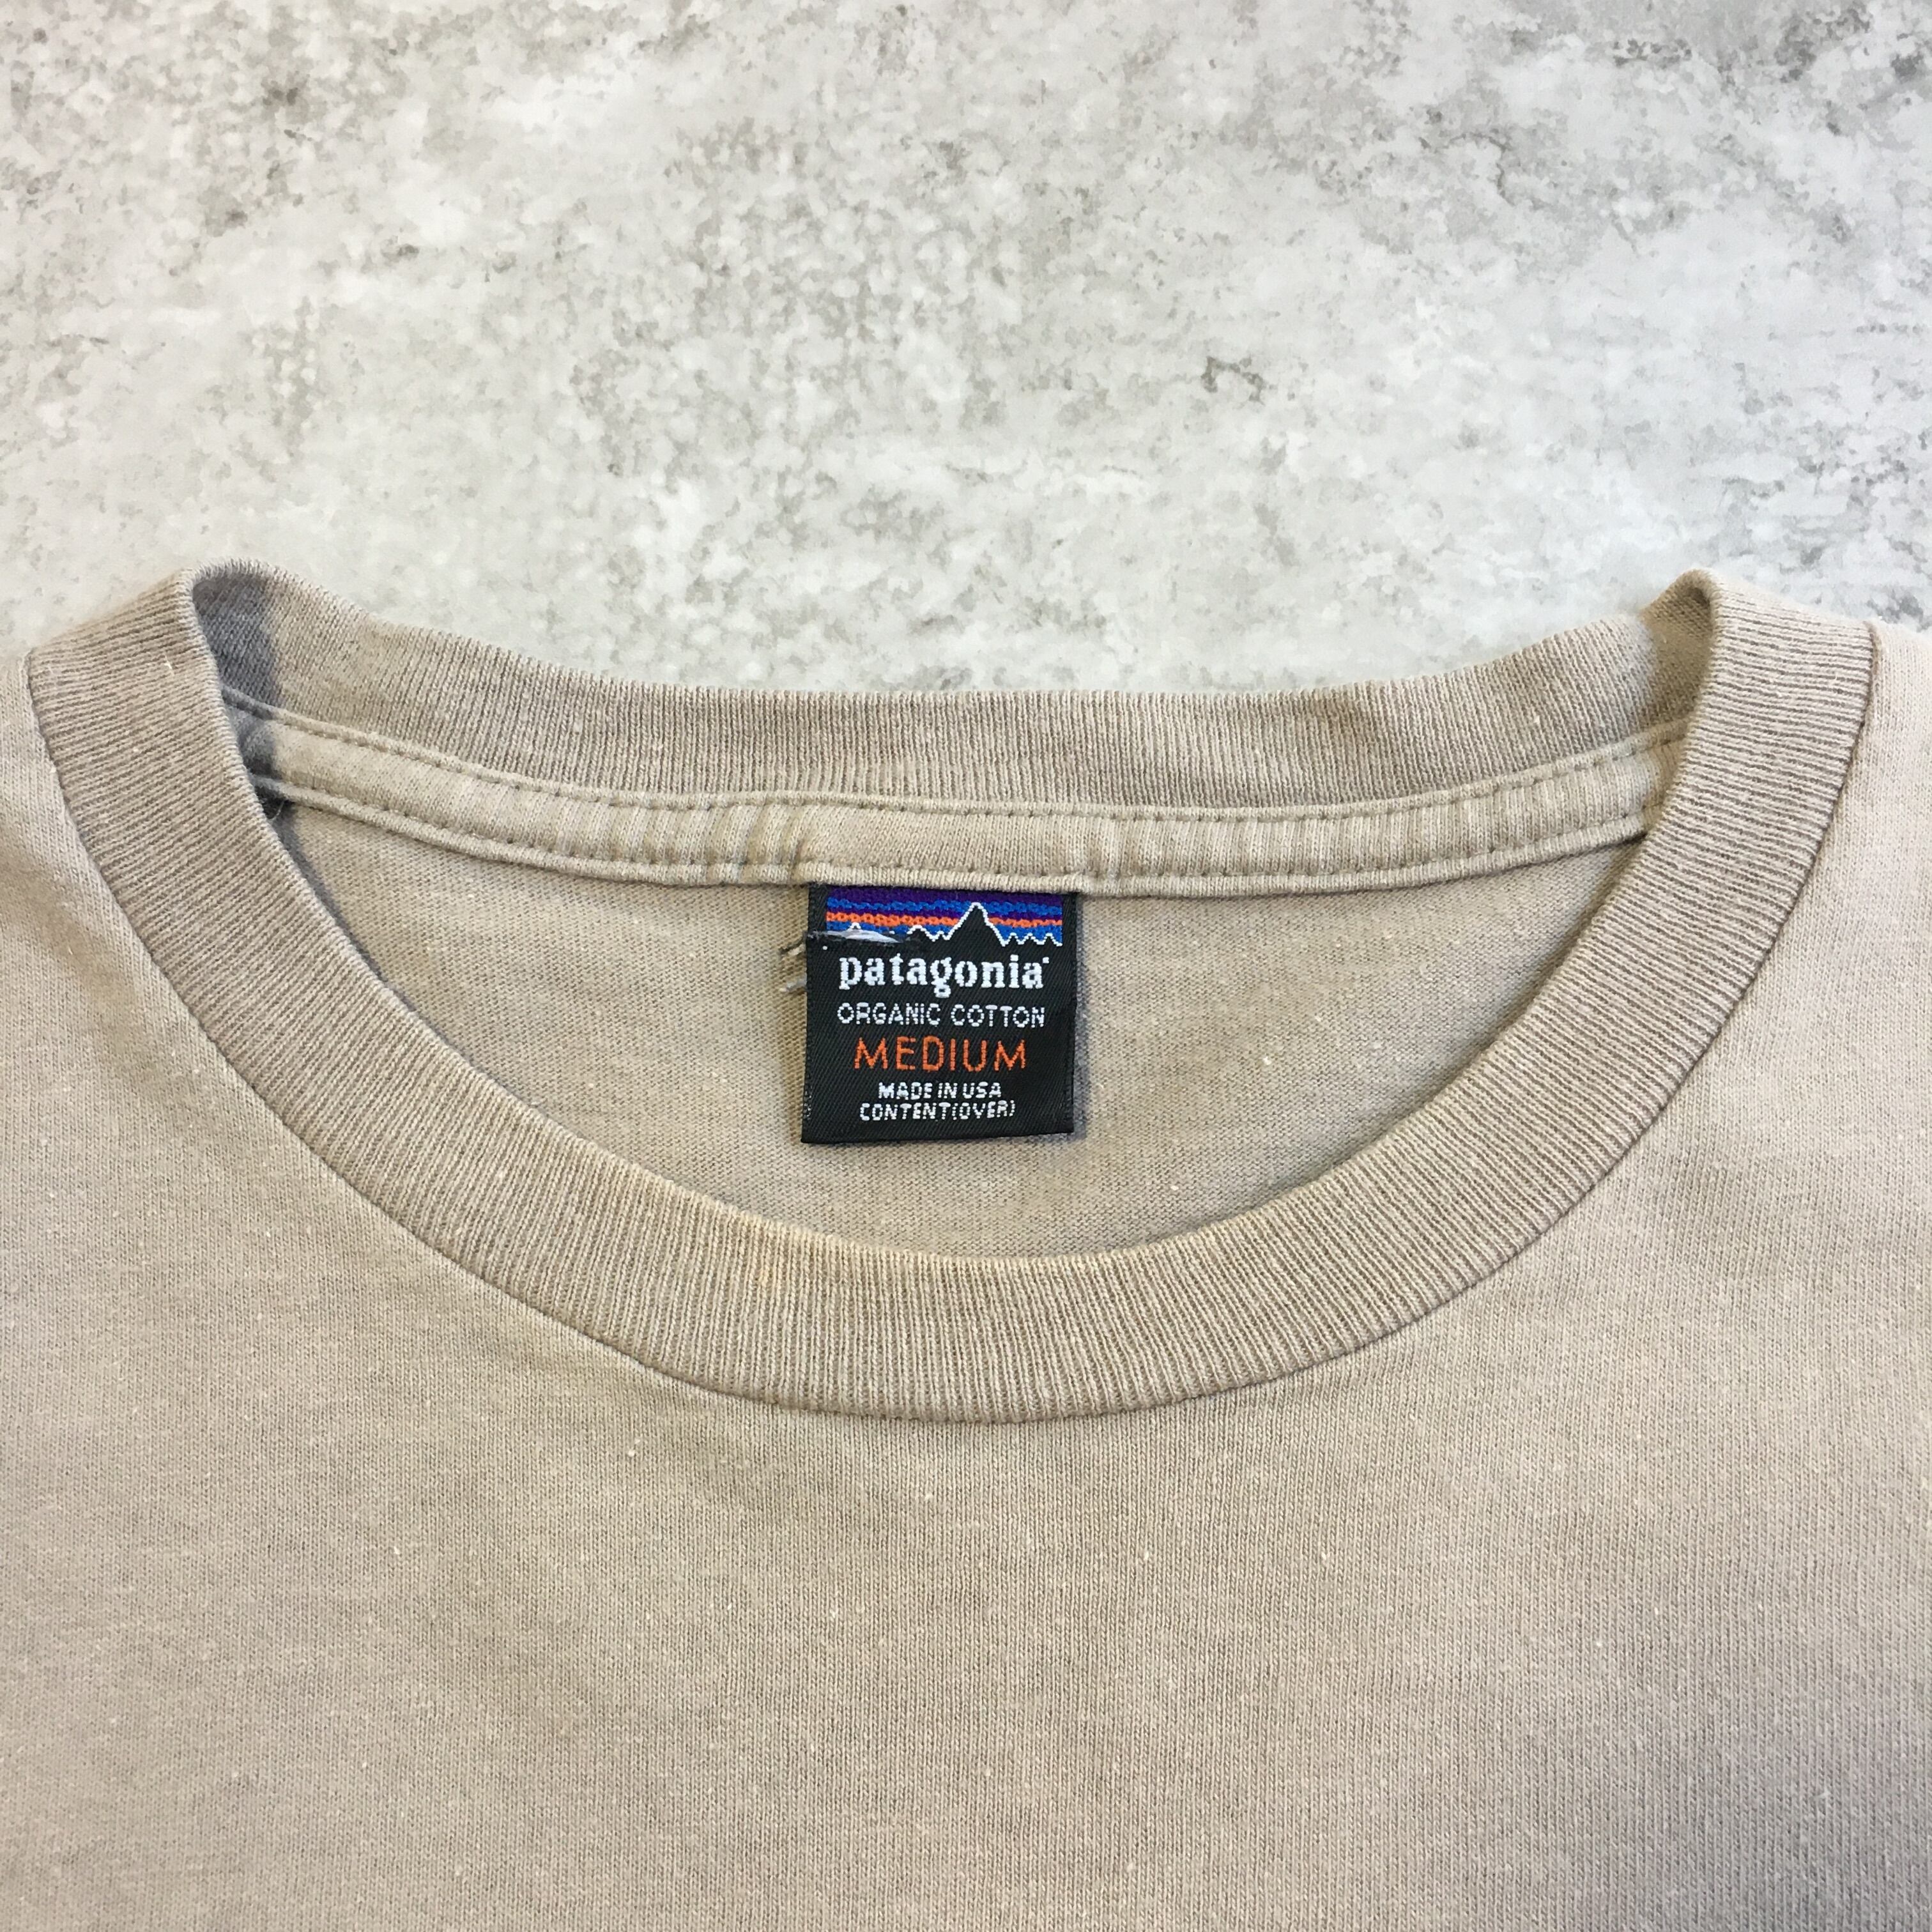 patagonia
ORGANIC COTTON
MEDIUM
MADE IN USA
CONTENT(OVER)